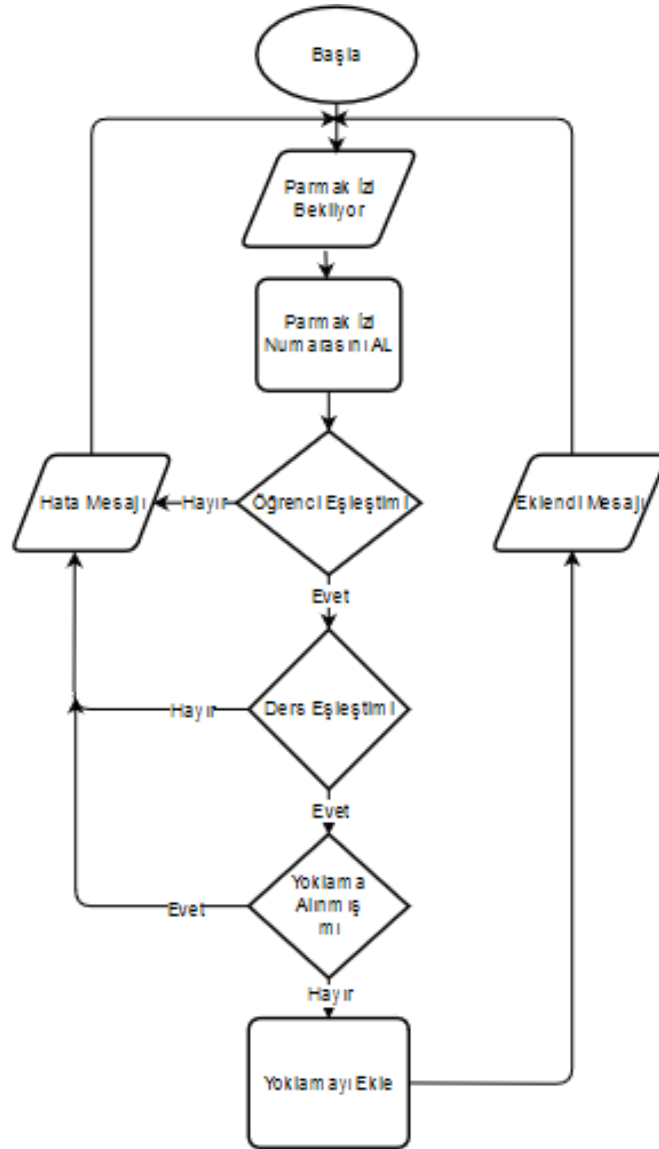 Başla
Parmak İzi
Bekliyor
Parmak İzi
Numarasını AL
Öğrenci Eşleştimi
Hayır
Hata Mesajı
Eklendi Mesajı
Evet
Ders Eşleştimi
Hayır
Evet
Yoklama
Alınmış
mı
Evet
Hayır
Yoklamayı Ekle